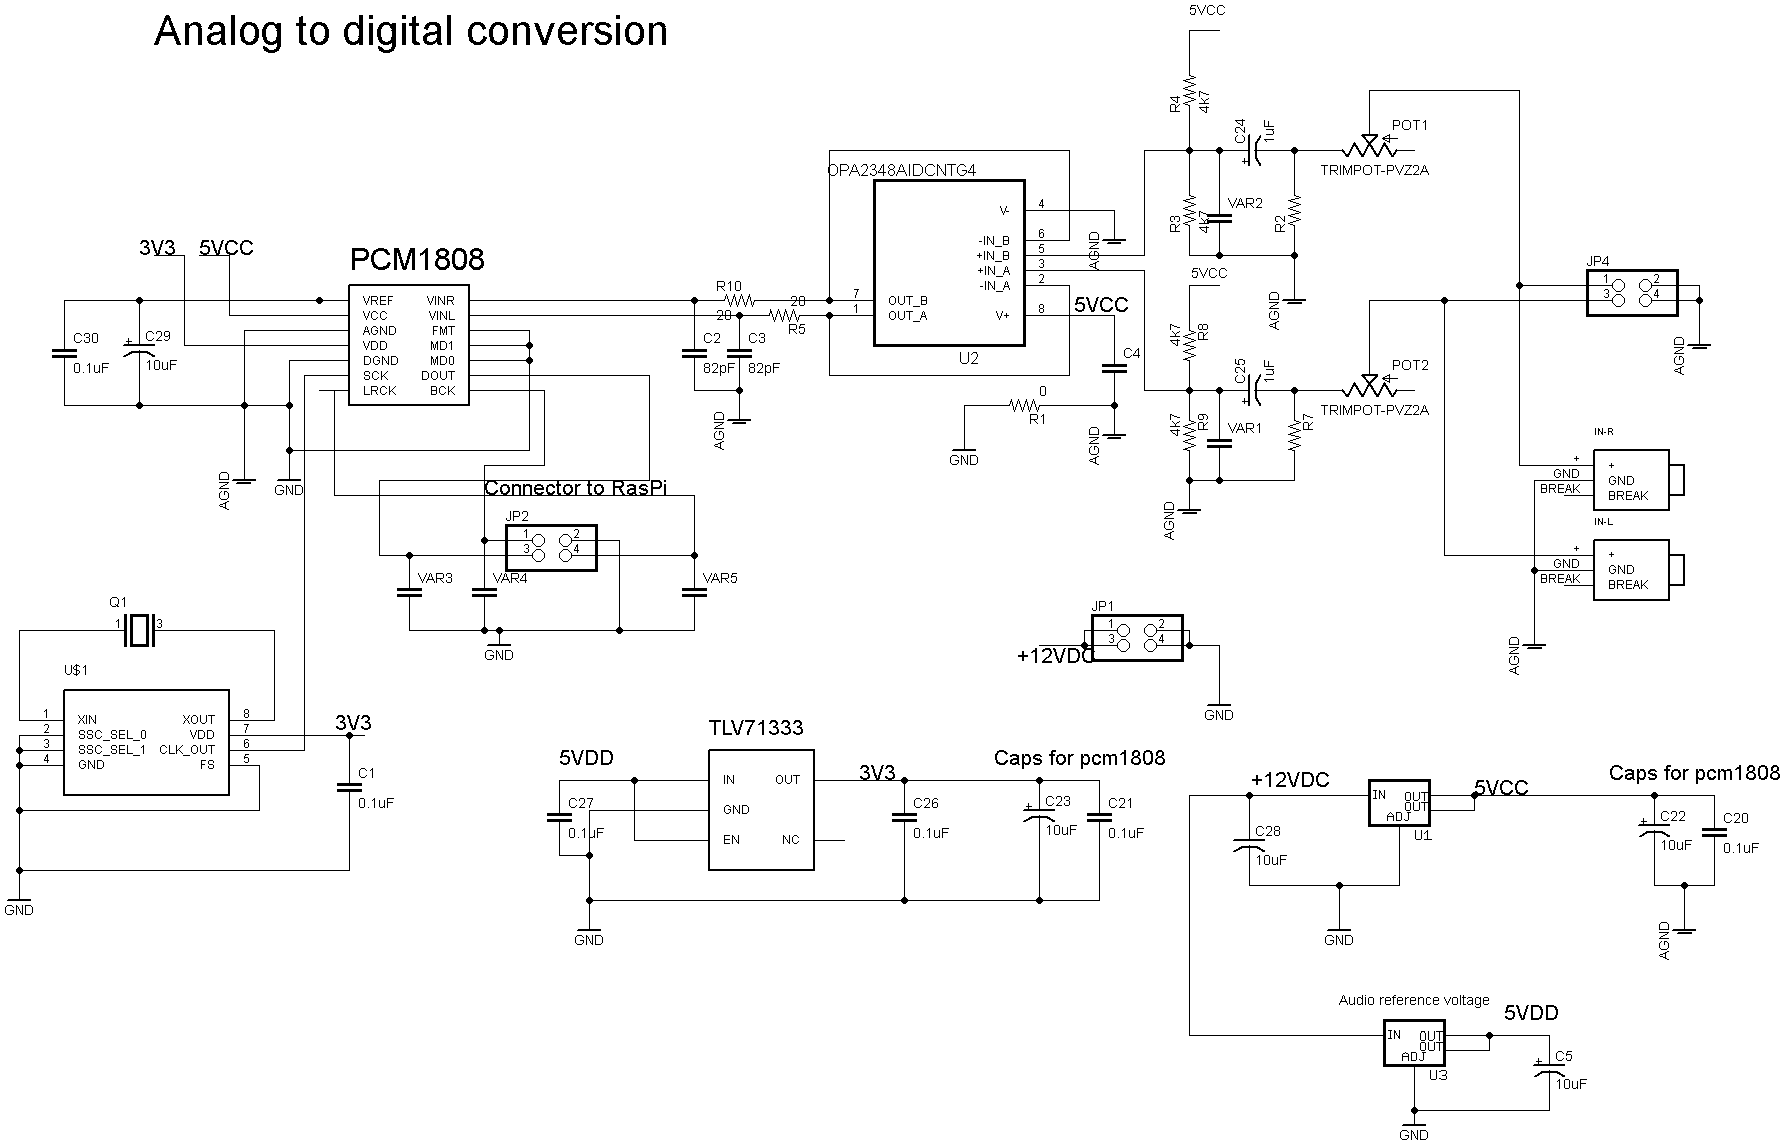 Analog to digital conversion
5VCC
R4
4k7
C24
1uF
POT1
TRIMPOT-PVZ2A
OPA2348AIDCNTG4
V-
4
-IN_B
6
+IN_B
5
+IN_A
3
-IN_A
2
V+
8
7
OUT_B
1
OUT_A
U2
AGND
R3
4k7
VAR2
R2
AGND
3V3
5VCC
PCM1808
VREF
VINR
VCC
VINL
AGND
FMT
VDD
MD1
DGND
MD0
SCK
DOUT
LRCK
BCK
R10
20
20
R5
C30
0.1uF
+
C29
10uF
C2
82pF
C3
82pF
AGND
5VCC
C4
0
R1
GND
AGND
5VCC
4k7
R8
C25
1uF
POT2
TRIMPOT-PVZ2A
4k7
R9
VAR1
R7
AGND
JP4
1
2
3
4
AGND
IN-R
+
+
GND
GND
BREAK
BREAK
IN-L
+
+
GND
GND
BREAK
BREAK
AGND
AGND
GND
Connector to RasPi
JP2
1
2
3
4
VAR3
VAR4
VAR5
GND
Q1
1
3
U$1
1
XIN
XOUT
8
2
SSC_SEL_0
VDD
7
3
SSC_SEL_1
CLK_OUT
6
4
GND
FS
5
3V3
C1
0.1uF
GND
JP1
1
2
3
4
+12VDC
GND
TLV71333
5VDD
IN
OUT
GND
EN
NC
3V3
Caps for pcm1808
C27
0.1uF
C26
0.1uF
+
C23
10uF
C21
0.1uF
GND
+12VDC
IN
OUT
OUT
ADJ
U1
5VCC
Caps for pcm1808
C28
10uF
+
C22
10uF
C20
0.1uF
GND
AGND
Audio reference voltage
IN
OUT
OUT
ADJ
U3
5VDD
+
C5
10uF
GND